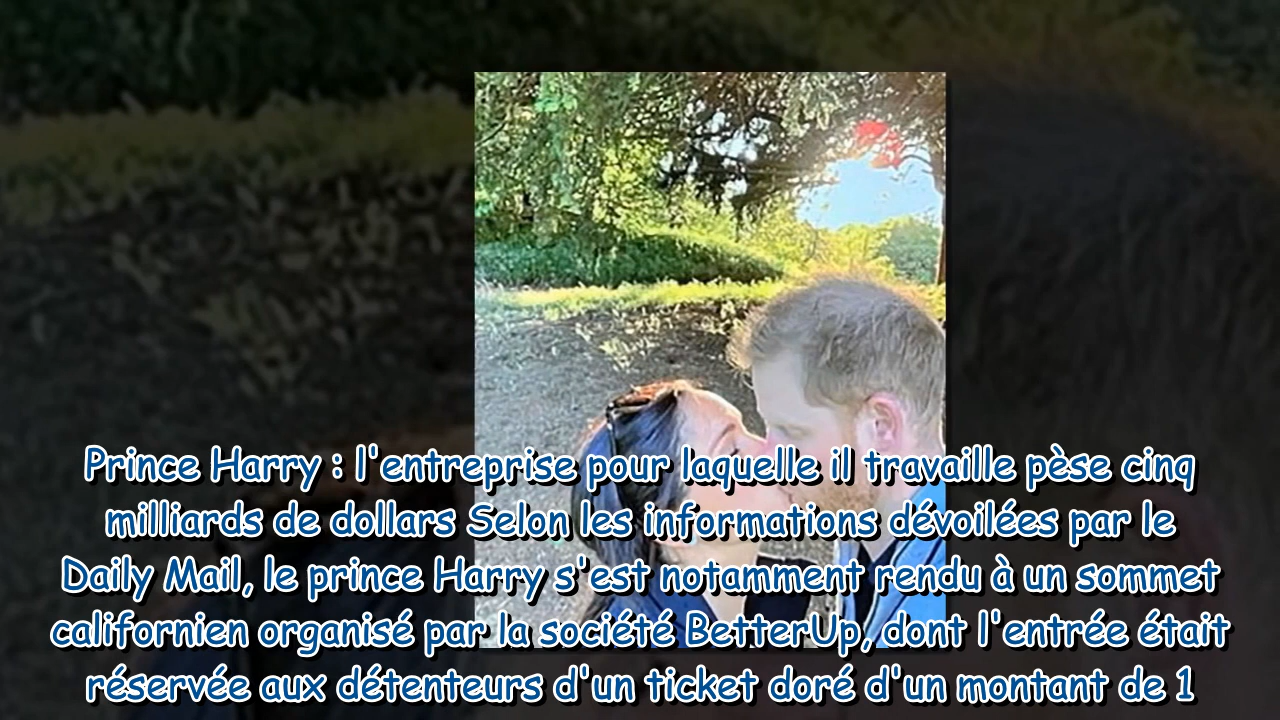 Prince Harry : l'entreprise pour laquelle il travaille pèse cinq
milliards de dollars Selon les informations dévoilées par le
Daily Mail, le prince Harry s'est notamment rendu à un sommet
californien organisé par la société BetterUp, dont l'entrée était
réservée aux détenteurs d'un ticket doré d'un montant de 1